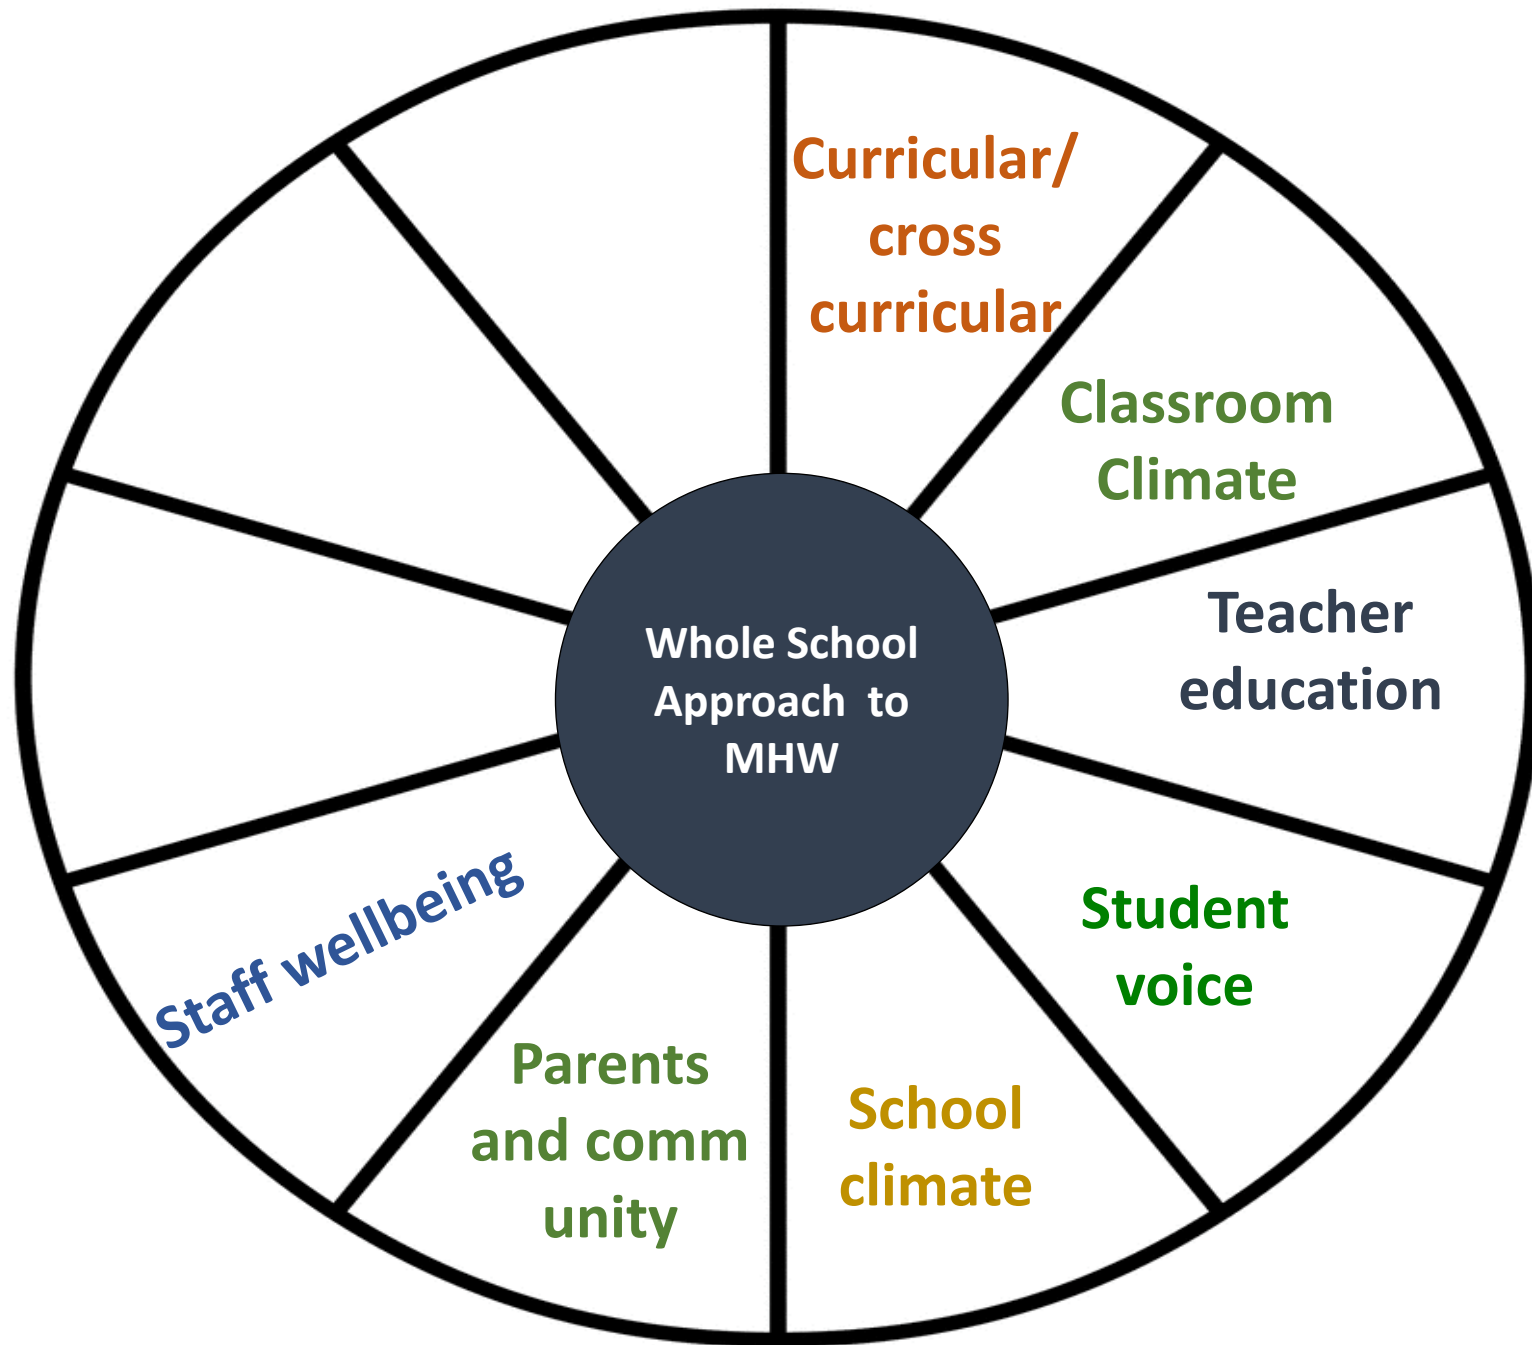 Curricular/
cross
curricular
Classroom
Climate
Teacher
education
Student
voice
School
climate
Parents
and comm
unity
Staff wellbeing
Whole School
Approach to
MHW